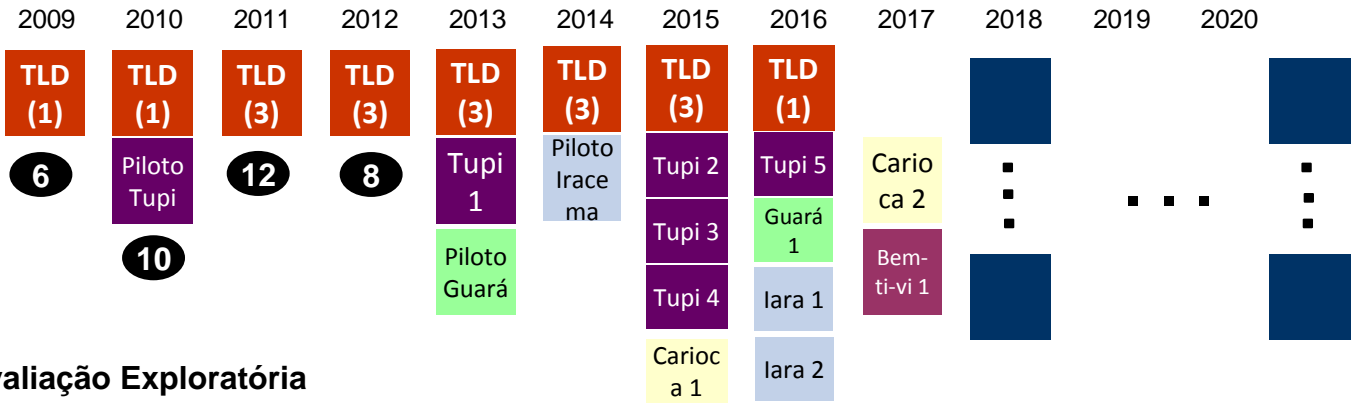 2009 2010 2011 2012 2013 2014 2015 2016 2017 2018 2019 2020
TLD
(1)
TLD
(1)
TLD
(3)
TLD
(3)
TLD
(3)
TLD
(3)
TLD
(3)
TLD
(1)
6
Piloto
Tupi
10
12
8
Tupi
1
Piloto
Guará
Piloto
Irace
ma
Tupi 2
Tupi 3
Tupi 4
Carioc
a 1
Tupi 5
Guará
1
Iara 1
Iara 2
Cario
ca 2
Bem-
ti-vi 1
valiação Exploratória